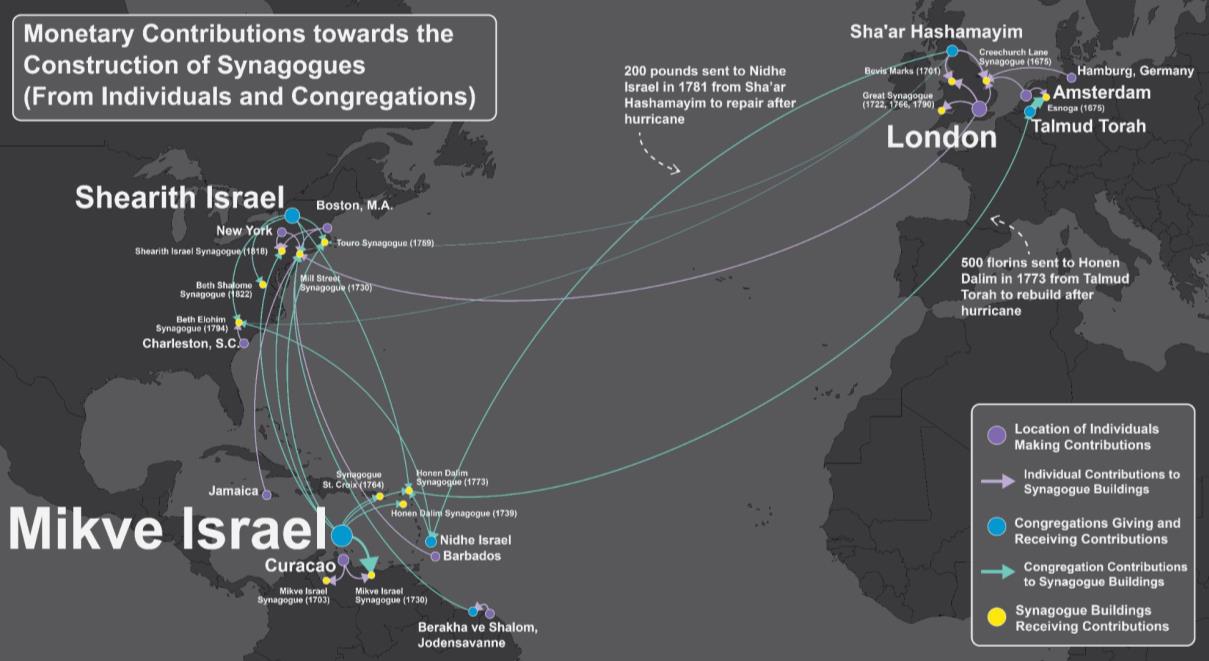 Monetary Contributions towards the
Construction of Synagogues
(From Individuals and Congregations)
200 pounds sent to Nidhe
Israel in 1781 from Sha'ar
Hashamayim to repair after
hurricane
Sha'ar Hashamayim
Creechurch Lane
Synagogue (1675)
Bevis Marks (1701)
Hamburg, Germany
Great Synagogue
(1722, 1766, 1790)
Amsterdam
Esnoga (1675)
London
Talmud Torah
500 florins sent to Honen
Dalim in 1773 from Talmud
Torah to rebuild after
hurricane
Shearith Israel
Boston, M.A.
New York
Touro Synagogue (1759)
Shearith Israel Synagogue (1818)
Mill Street
Synagogue (1730)
Beth Shalome
Synagogue (1822)
Beth Elohim
Synagogue (1794)
Charleston, S.C.
Jamaica
Synagogue
St. Croix (1764)
Honen Dalim
Synagogue (1773)
Honen Dalim Synagogue (1739)
Mikve Israel
Nidhe Israel
Barbados
Curacao
Mikve Israel
Synagogue (1703)
Mikve Israel
Synagogue (1730)
Berakha ve Shalom,
Jodensavanne
Location of Individuals
Making Contributions
Individual Contributions to
Synagogue Buildings
Congregations Giving and
Receiving Contributions
Congregation Contributions
to Synagogue Buildings
Synagogue Buildings
Receiving Contributions